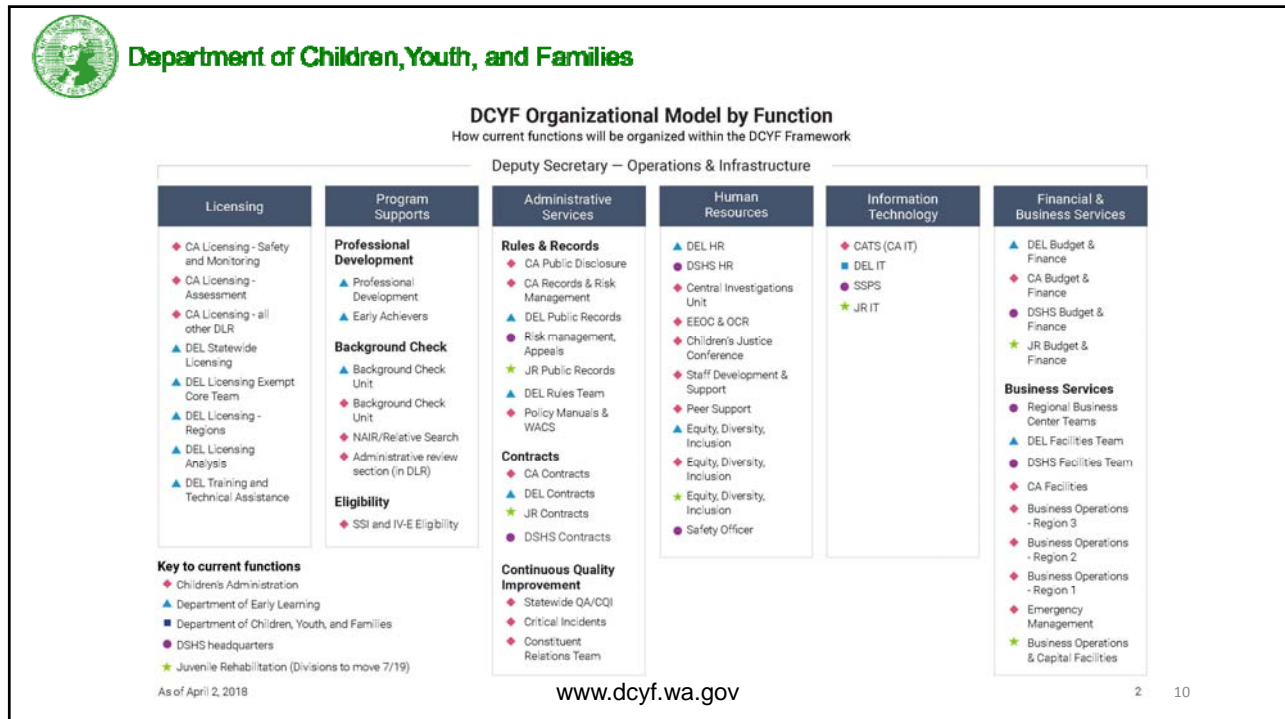 Department of Children, Youth, and Families
DCYF Organizational Model by Function
How current functions will be organized within the DCYF Framework
Deputy Secretary — Operations & Infrastructure
Licensing
◆ CA Licensing - Safety
and Monitoring
◆ CA Licensing -
Assessment
◆ CA Licensing - all
other DLR
▲ DEL Statewide
Licensing
▲ DEL Licensing Exempt
Core Team
▲ DEL Licensing -
Regions
▲ DEL Licensing
Analysis
▲ DEL Training and
Technical Assistance
Program
Supports
Professional
Development
▲ Professional
Development
▲ Early Achievers
Background Check
▲ Background Check
Unit
◆ Background Check
Unit
◆ NAIR/Relative Search
◆ Administrative review
section (in DLR)
Eligibility
◆ SSI and IV-E Eligbility
Administrative
Services
Rules & Records
◆ CA Public Disclosure
◆ CA Records & Risk
Management
▲ DEL Public Records
● Risk management,
Appeals
★ JR Public Records
▲ DEL Rules Team
◆ Policy Manuals &
WACS
Contracts
◆ CA Contracts
▲ DEL Contracts
★ JR Contracts
● DSHS Contracts
Continuous Quality
Improvement
◆ Statewide QA/CQI
◆ Critical Incidents
◆ Constituent
Relations Team
Human
Resources
▲ DEL HR
● DSHS HR
◆ Central Investigations
Unit
◆ EEOC & OCR
◆ Children's Justice
Conference
◆ Staff Development &
Support
◆ Peer Support
▲ Equity, Diversity,
Inclusion
◆ Equity, Diversity,
Inclusion
★ Equity, Diversity,
Inclusion
● Safety Officer
Information
Technology
◆ CATS (CA IT)
■ DEL IT
● SSPS
★ JR IT
Financial &
Business Services
▲ DEL Budget &
Finance
◆ CA Budget &
Finance
● DSHS Budget &
Finance
★ JR Budget &
Finance
Business Services
● Regional Business
Center Teams
▲ DEL Facilities Team
● DSHS Facilities Team
◆ CA Facilities
◆ Business Operations
- Region 3
◆ Business Operations
- Region 2
◆ Business Operations
- Region 1
◆ Emergency
Management
★ Business Operations
& Capital Facilities
Key to current functions
◆ Children's Administration
▲ Department of Early Learning
■ Department of Children, Youth, and Families
● DSHS headquarters
★ Juvenile Rehabilitation (Divisions to move 7/19)
As of April 2, 2018
www.dcyf.wa.gov
2
10